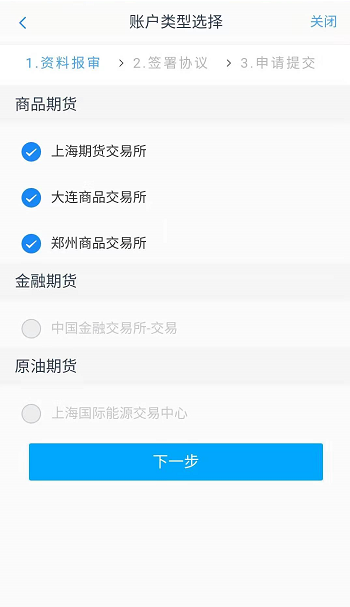 账户类型选择
关闭
1.资料报审 > 2.签署协议 > 3.申请提交
商品期货
上海期货交易所
大连商品交易所
郑州商品交易所
金融期货
中国金融交易所-交易
原油期货
上海国际能源交易中心
下一步